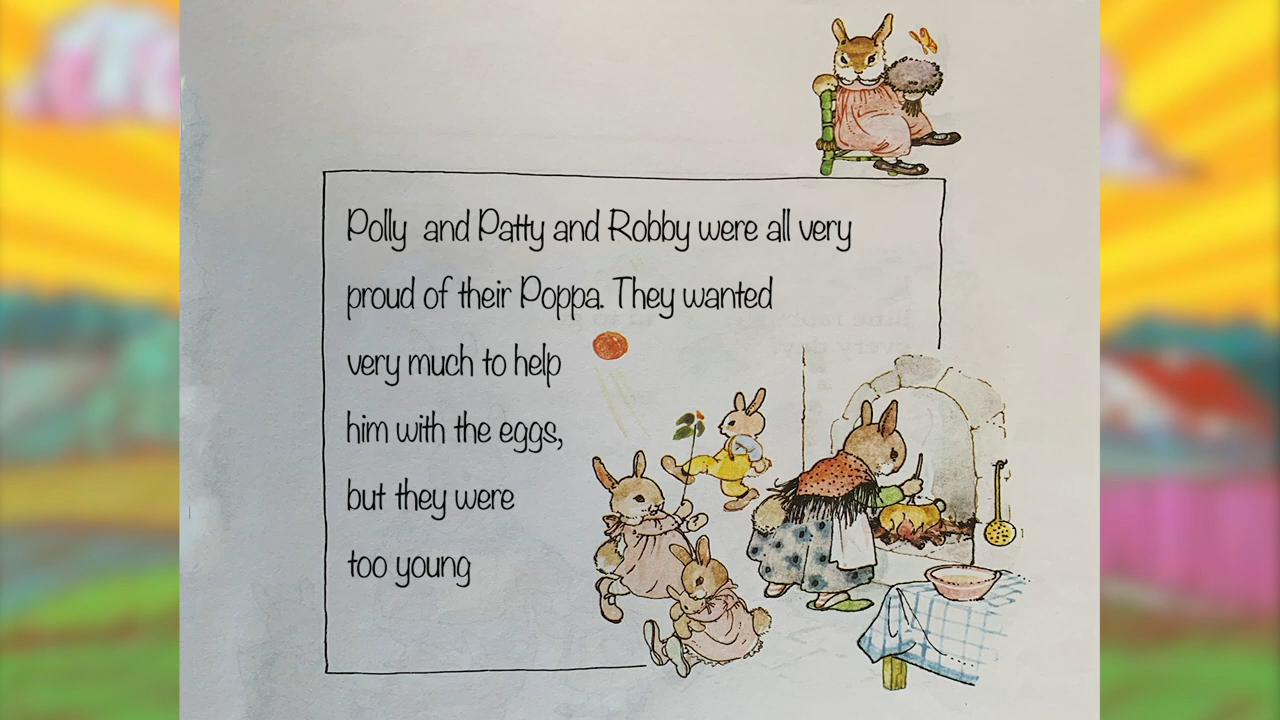 Polly and Patty and Robby were all very
proud of their Poppa. They wanted
very much to help
him with the eggs,
but they were
too young